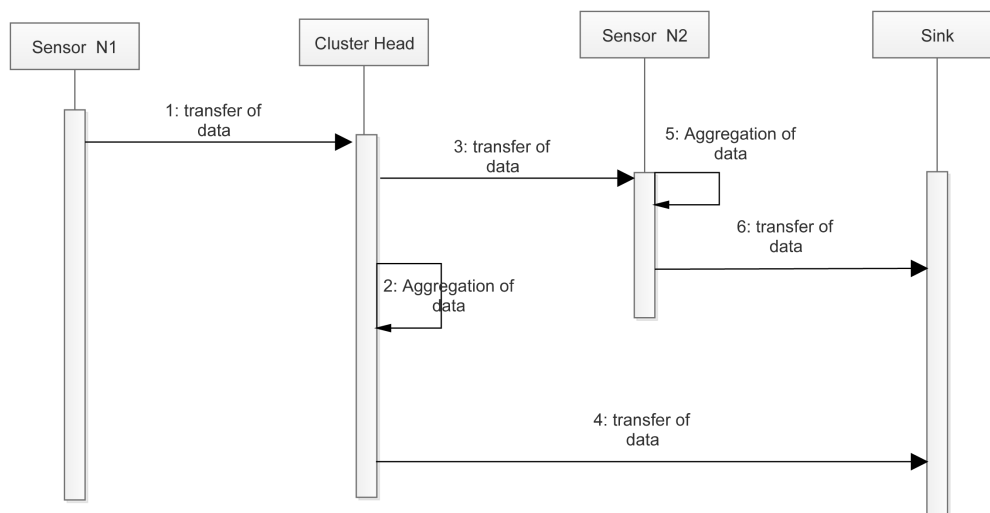 Sensor N1
Cluster Head
Sensor N2
Sink
1: transfer of
data
3: transfer of
data
5: Aggregation of
data
6: transfer of
data
2: Aggregation of
data
4: transfer of
data